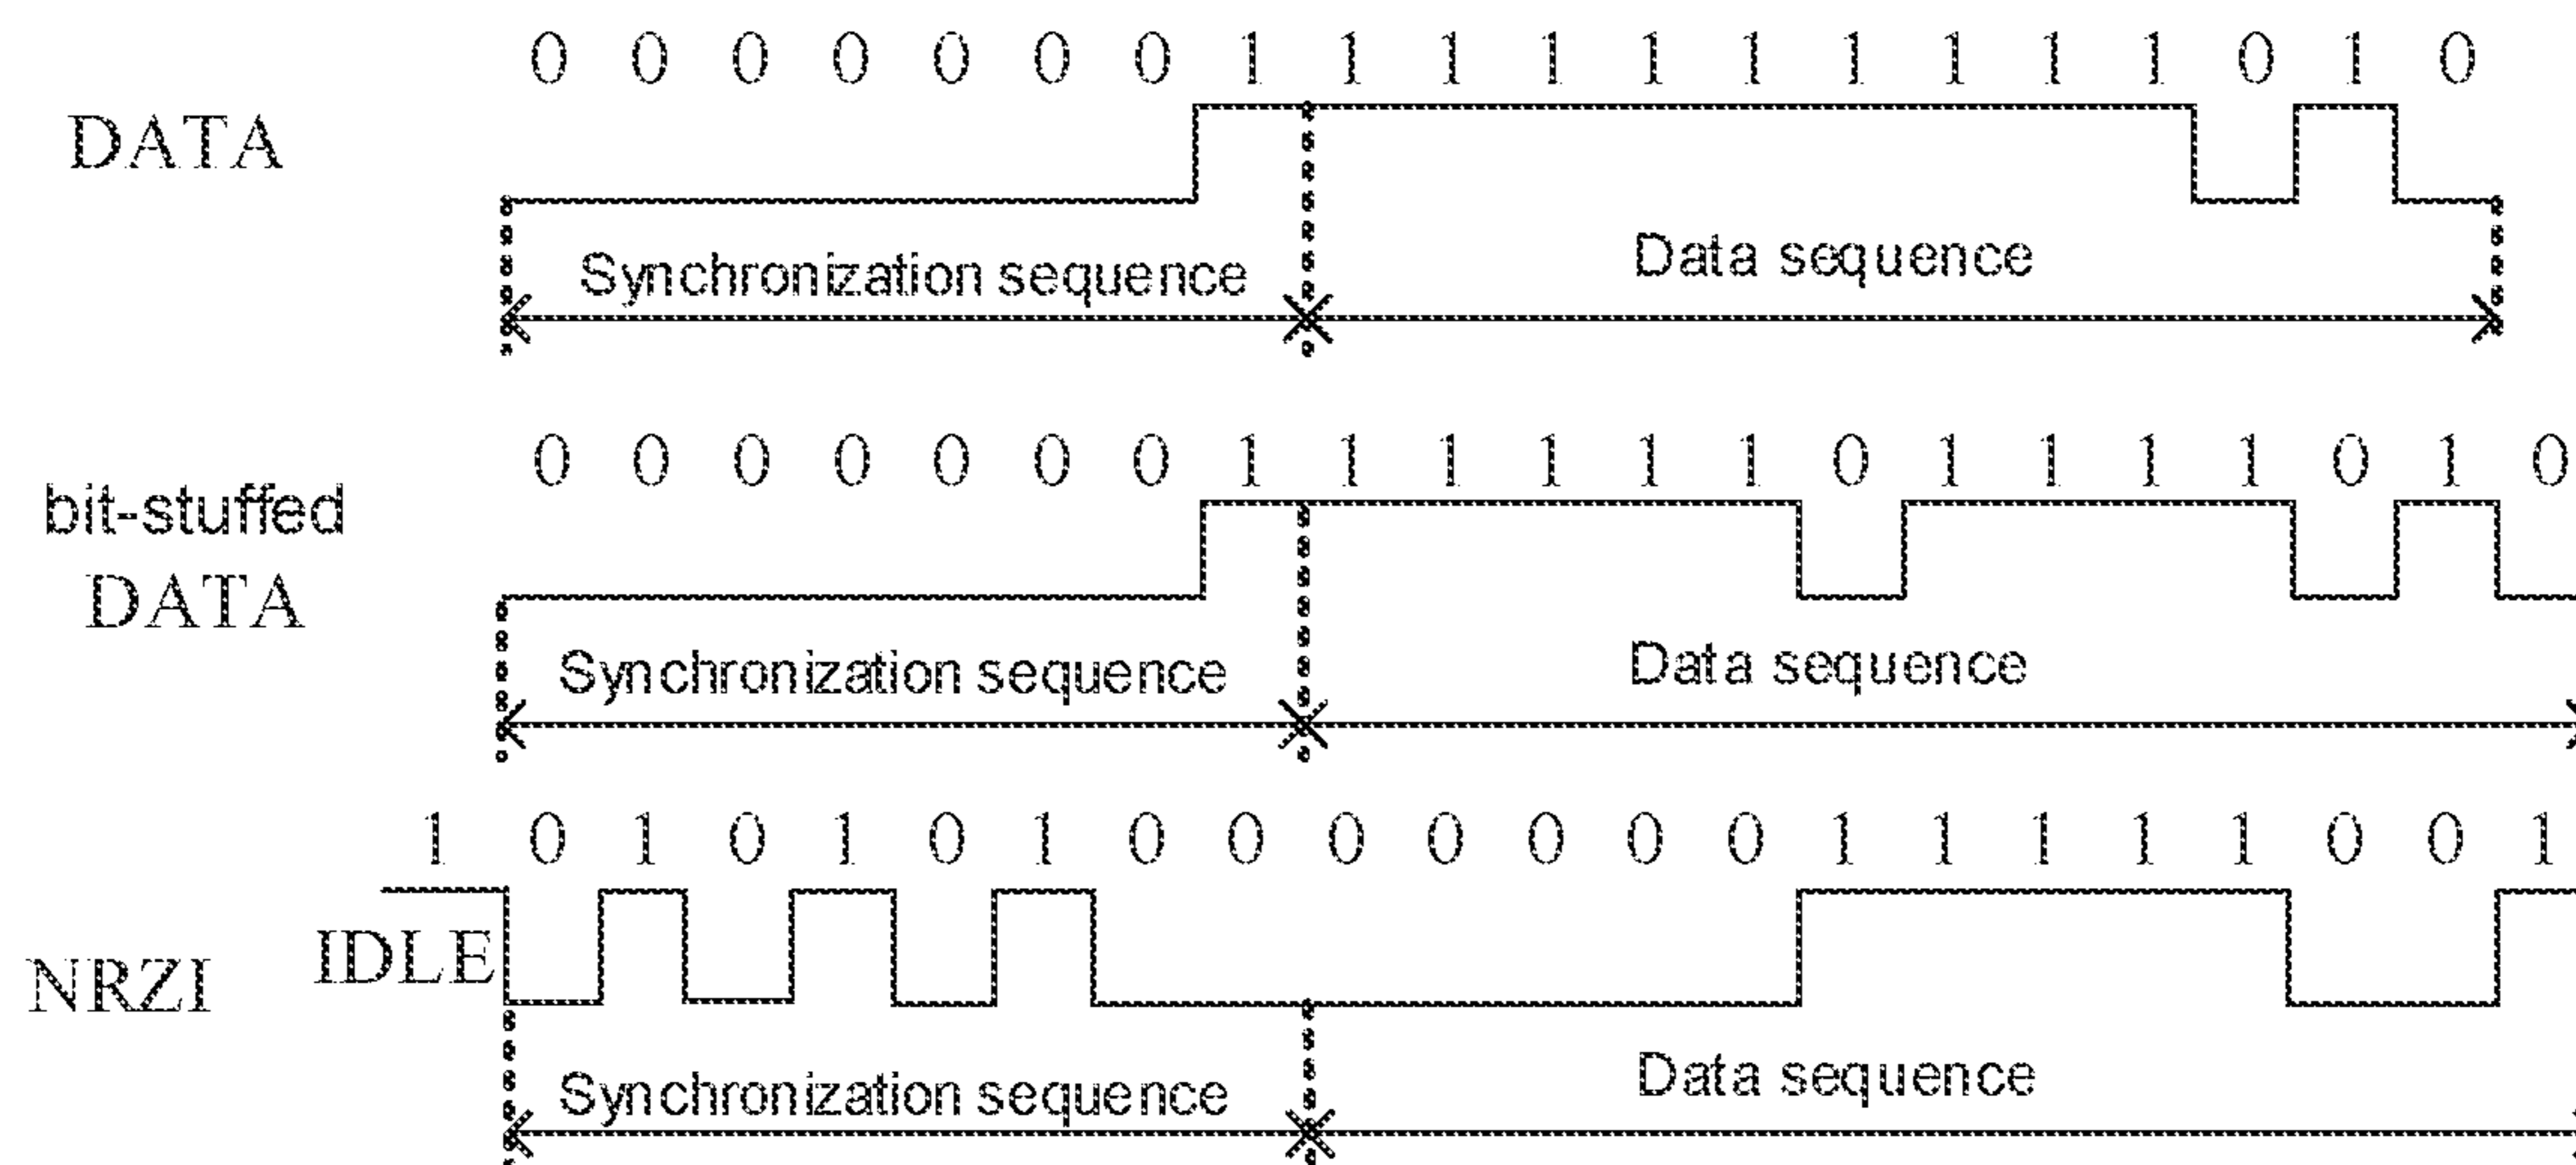 0 0 0 0 0 0 0 1 1 1 1 1 1 1 1 1 1 0 1 0
DATA
Synchronization sequence Data sequence
0 0 0 0 0 0 0 1 1 1 1 1 1 0 1 1 1 1 0 1 0
bit-stuffed
DATA
Synchronization sequence Data sequence
1 0 1 0 1 0 1 0 0 0 0 0 0 0 1 1 1 1 1 0 0 1
IDLE
NRZI
Synchronization sequence Data sequence